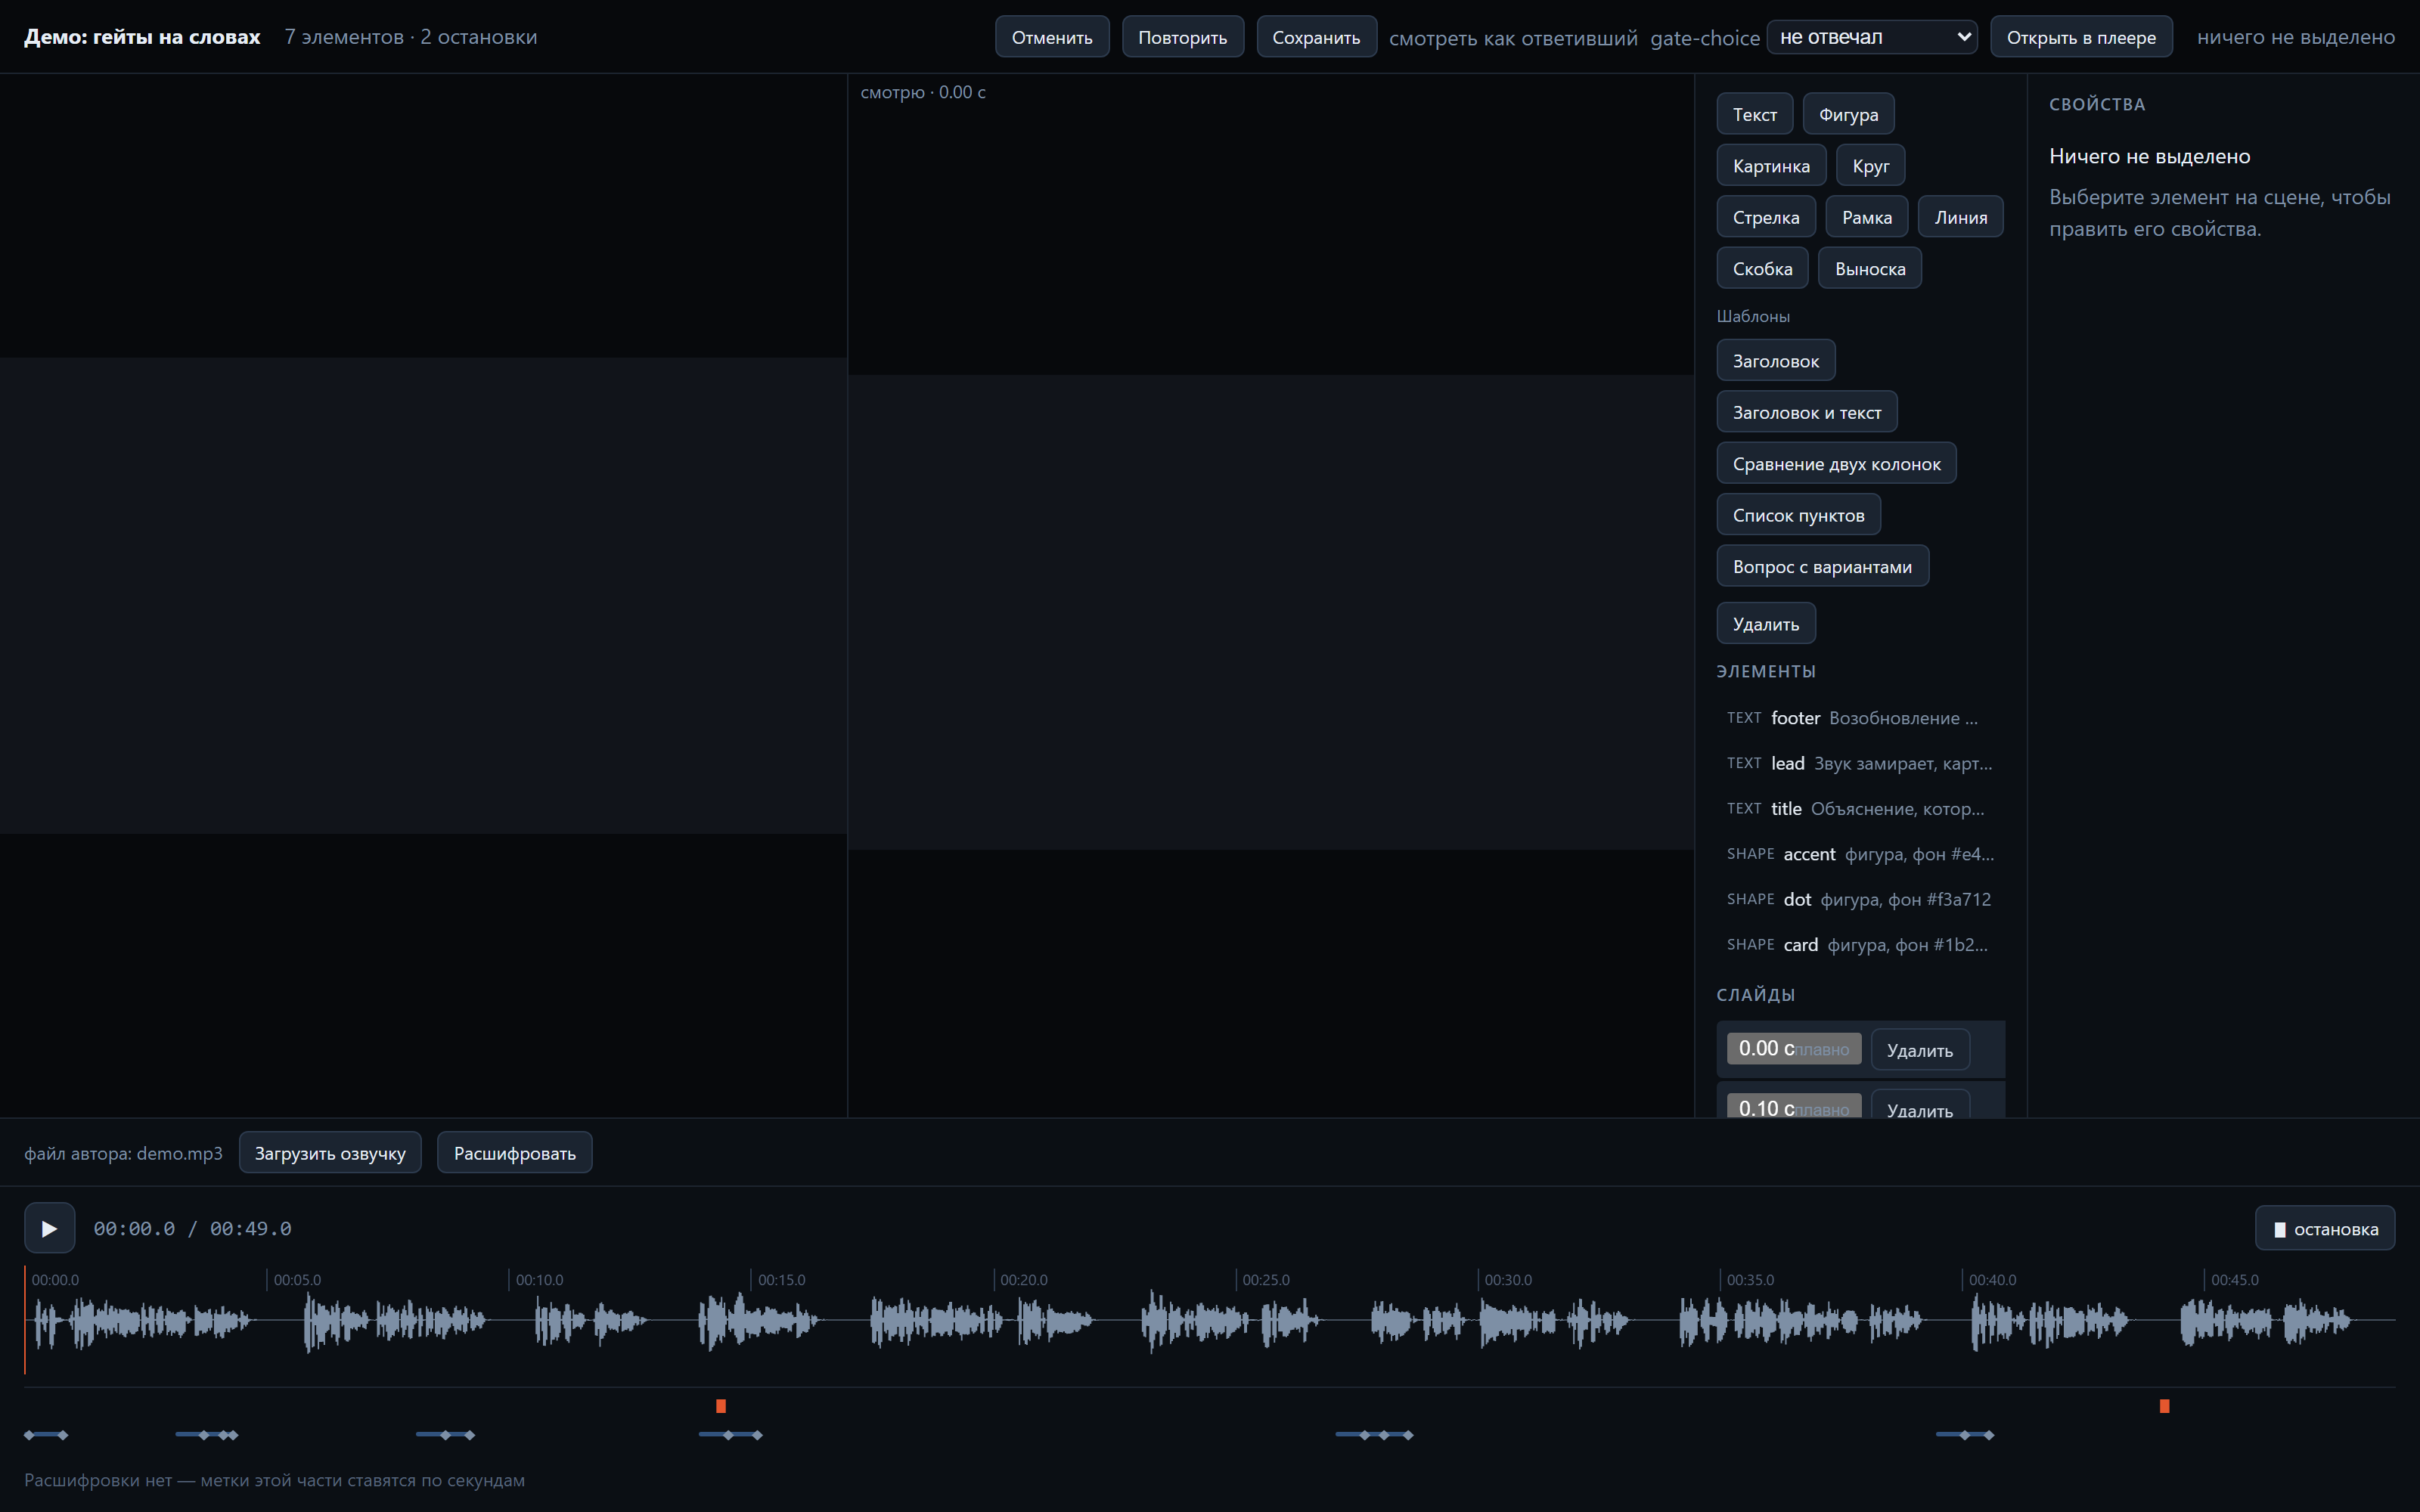 Демо: гейты на словах 7 элементов · 2 остановки Отменить Повторить Сохранить смотреть как ответивший gate-choice не отвечал Открыть в плеере ничего не выделено
смотрю · 0.00 с
Текст Фигура
Картинка Круг
Стрелка Рамка Линия
Скобка Выноска
Шаблоны
Заголовок
Заголовок и текст
Сравнение двух колонок
Список пунктов
Вопрос с вариантами
Удалить
ЭЛЕМЕНТЫ
TEXT footer Возобновление ...
TEXT lead Звук замирает, карт...
TEXT title Объяснение, котор...
SHAPE accent фигура, фон #e4...
SHAPE dot фигура, фон #f3a712
SHAPE card фигура, фон #1b2...
СЛАЙДЫ
0.00 с плавно Удалить
0.10 с плавно Удалить
СВОЙСТВА
Ничего не выделено
Выберите элемент на сцене, чтобы
править его свойства.
файл автора: demo.mp3 Загрузить озвучку Расшифровать
00:00.0 / 00:49.0 остановка
00:00.0 00:05.0 00:10.0 00:15.0 00:20.0 00:25.0 00:30.0 00:35.0 00:40.0 00:45.0
Расшифровки нет — метки этой части ставятся по секундам